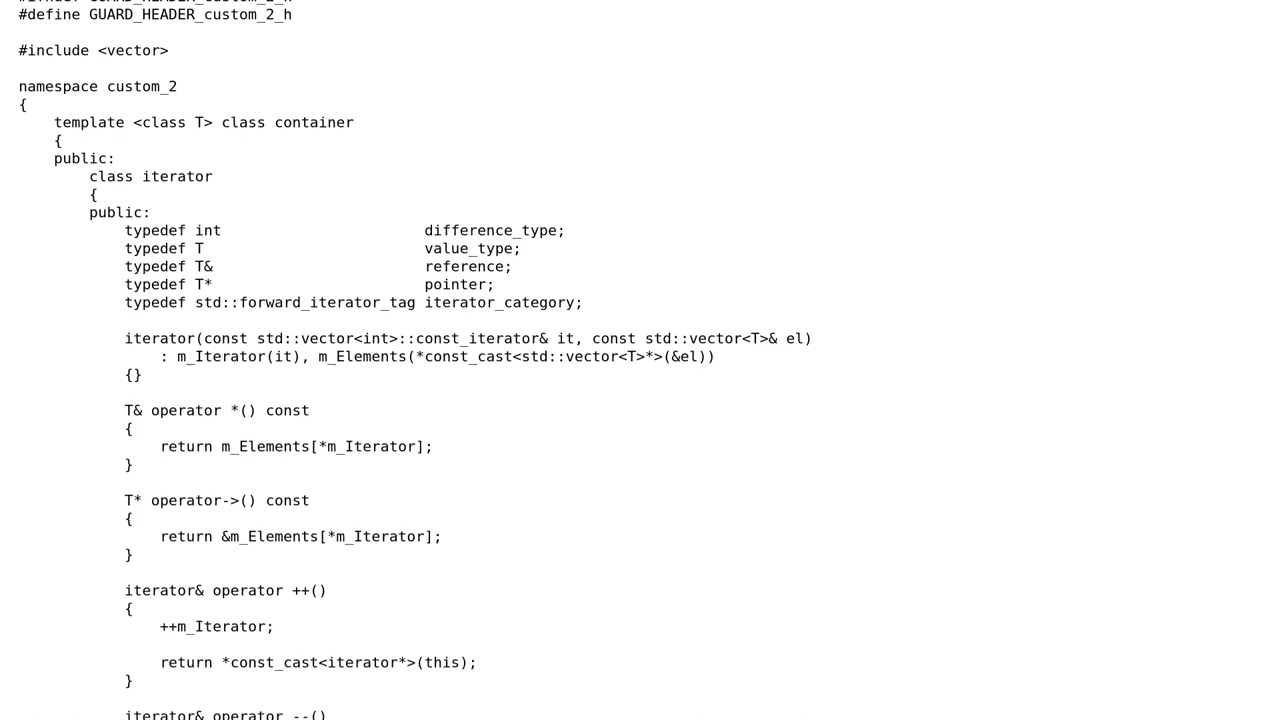 #define GUARD_HEADER_custom_2_h
#include <vector>
namespace custom_2
{
template <class T> class container
{
public:
class iterator
{
public:
typedef int difference_type;
typedef T value_type;
typedef T& reference;
typedef T* pointer;
typedef std::forward_iterator_tag iterator_category;
iterator(const std::vector<int>::const_iterator& it, const std::vector<T>& el)
: m_Iterator(it), m_Elements(*const_cast<std::vector<T>*>(&el))
{}
T& operator *() const
{
return m_Elements[*m_Iterator];
}
T* operator->() const
{
return &m_Elements[*m_Iterator];
}
iterator& operator ++()
{
++m_Iterator;
return *const_cast<iterator*>(this);
}
iterator& operator --()